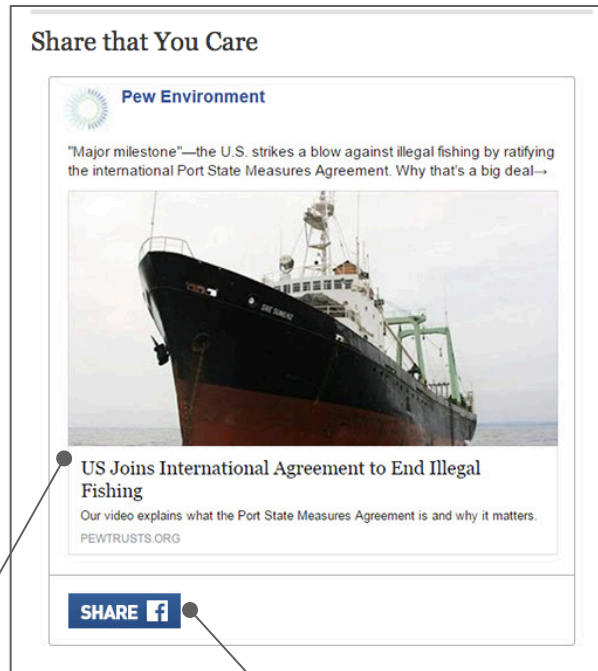 Share that You Care
Pew Environment
"Major milestone"—the U.S. strikes a blow against illegal fishing by ratifying
the international Port State Measures Agreement. Why that's a big deal→
US Joins International Agreement to End Illegal
Fishing
Our video explains what the Port State Measures Agreement is and why it matters.
PEWTRUSTS.ORG
SHARE f